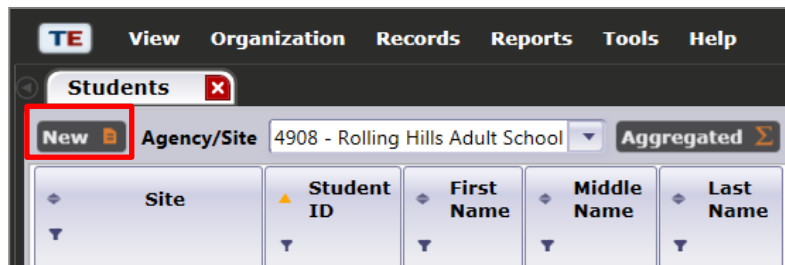 TE View Organization Records Reports Tools Help
Students
New Agency/Site 4908 - Rolling Hills Adult School Aggregated Σ
Site Student ID First Name Middle Name Last Name